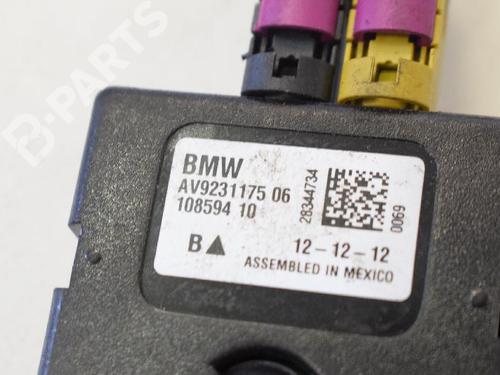 B-PARTS
BMW
AV9231175 06
108594 10
28344734
0069
B
12-12-12
ASSEMBLED IN MEXICO